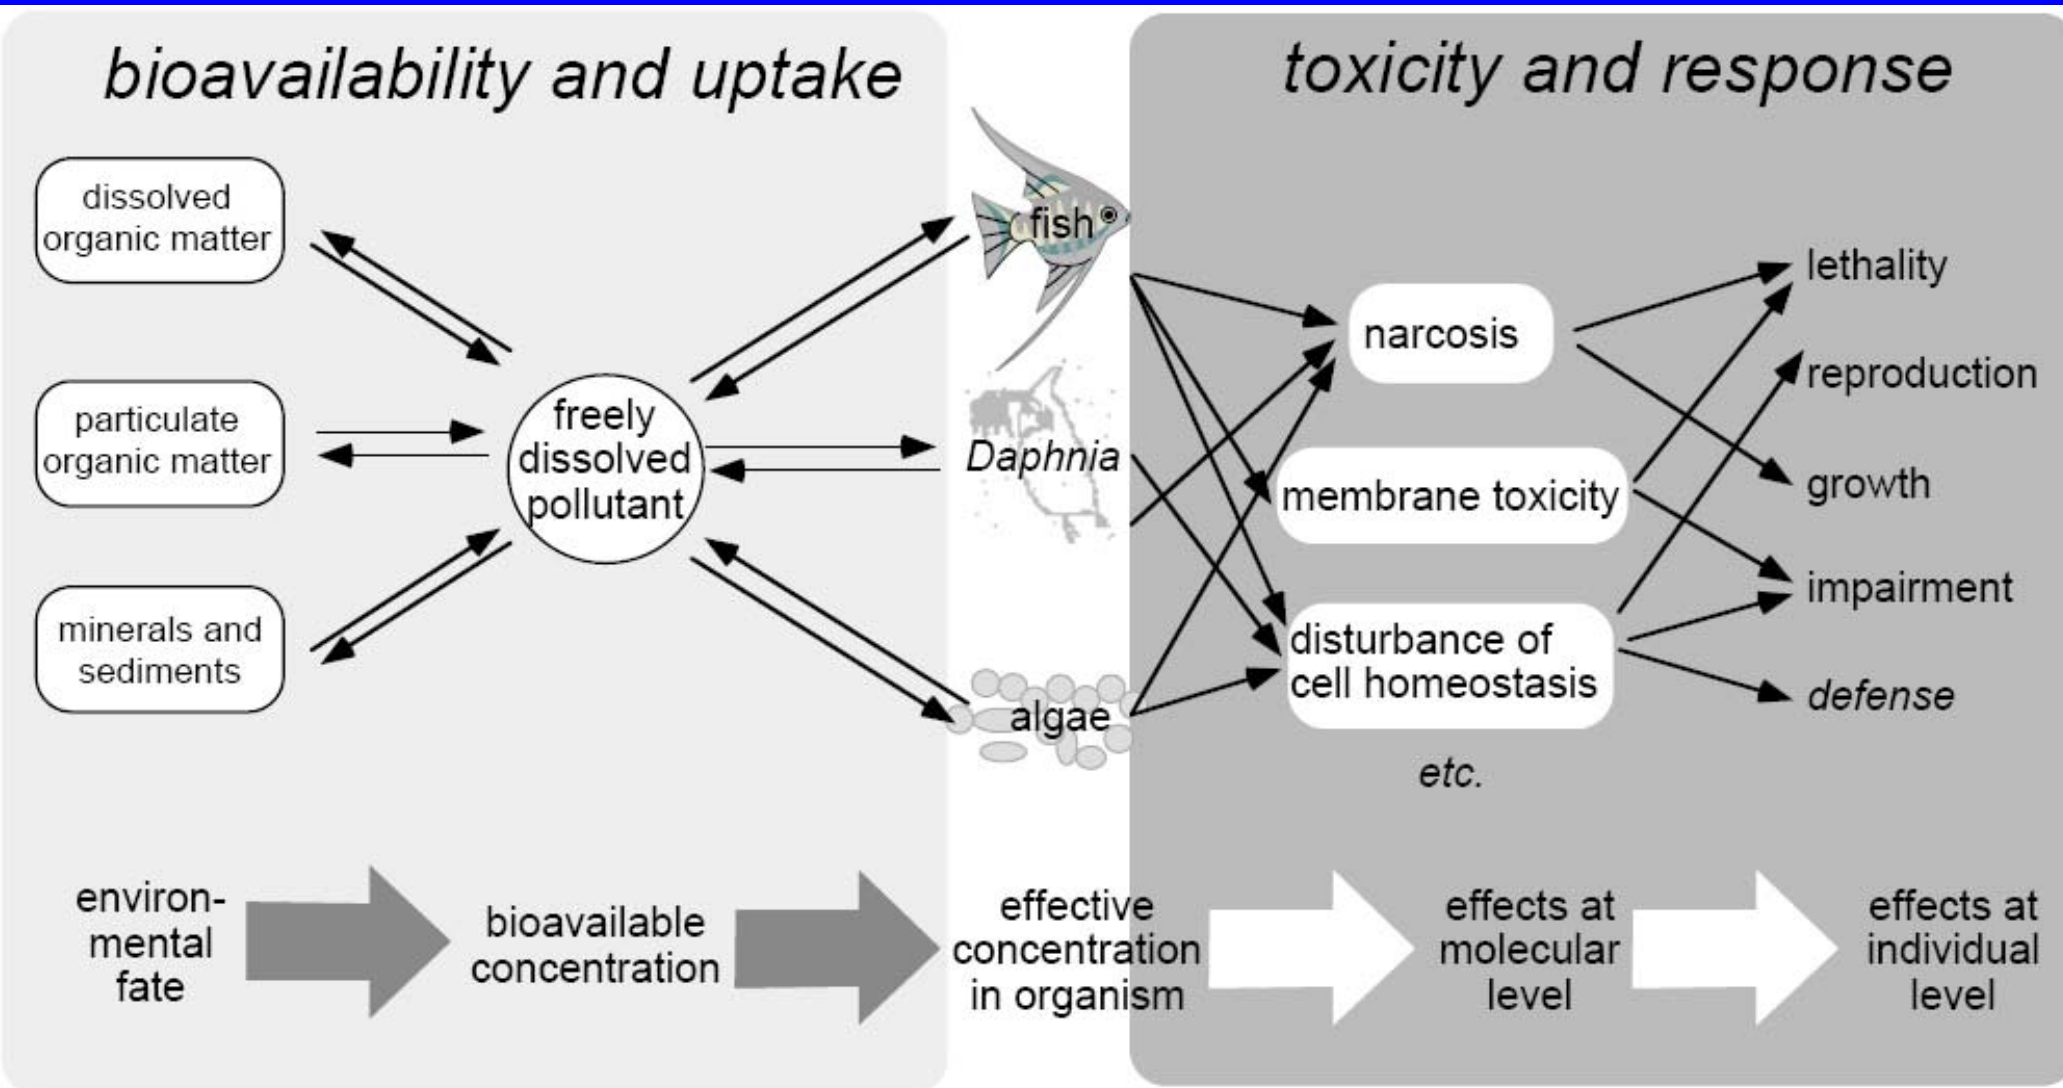 bioavailability and uptake
toxicity and response
dissolved
organic matter
particulate
organic matter
minerals and
sediments
freely
dissolved
pollutant
fish
Daphnia
algae
narcosis
membrane toxicity
disturbance of
cell homeostasis
etc.
lethality
reproduction
growth
impairment
defense
environ-
mental
fate
bioavailable
concentration
effective
concentration
in organism
effects at
molecular
level
effects at
individual
level